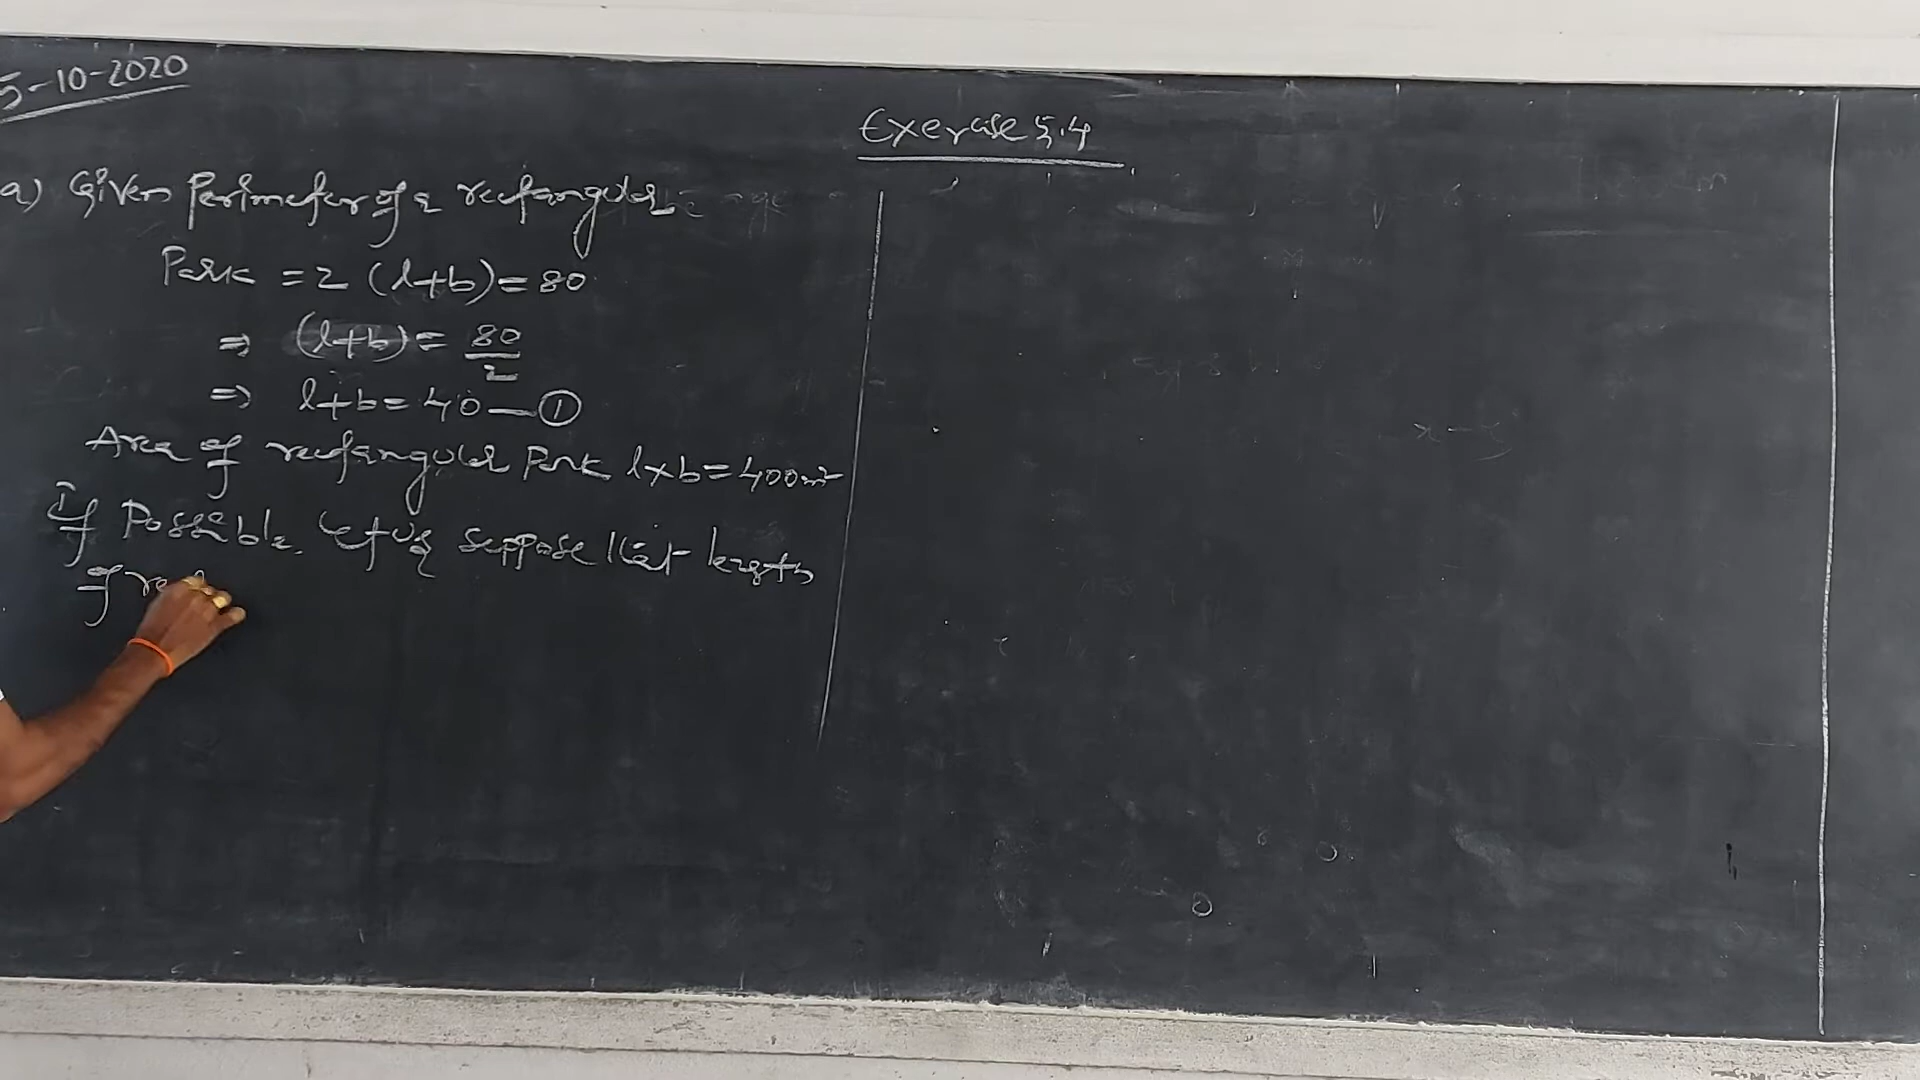 5-10-2020
Exercise 5.4
a) Given Perimeter of a rectangular
Park = 2 (l+b) = 80
⇒ (l+b) = 80/2
⇒ l+b = 40 — ①
Area of rectangular Park l×b = 400m²
If Possible, let us suppose that length
of